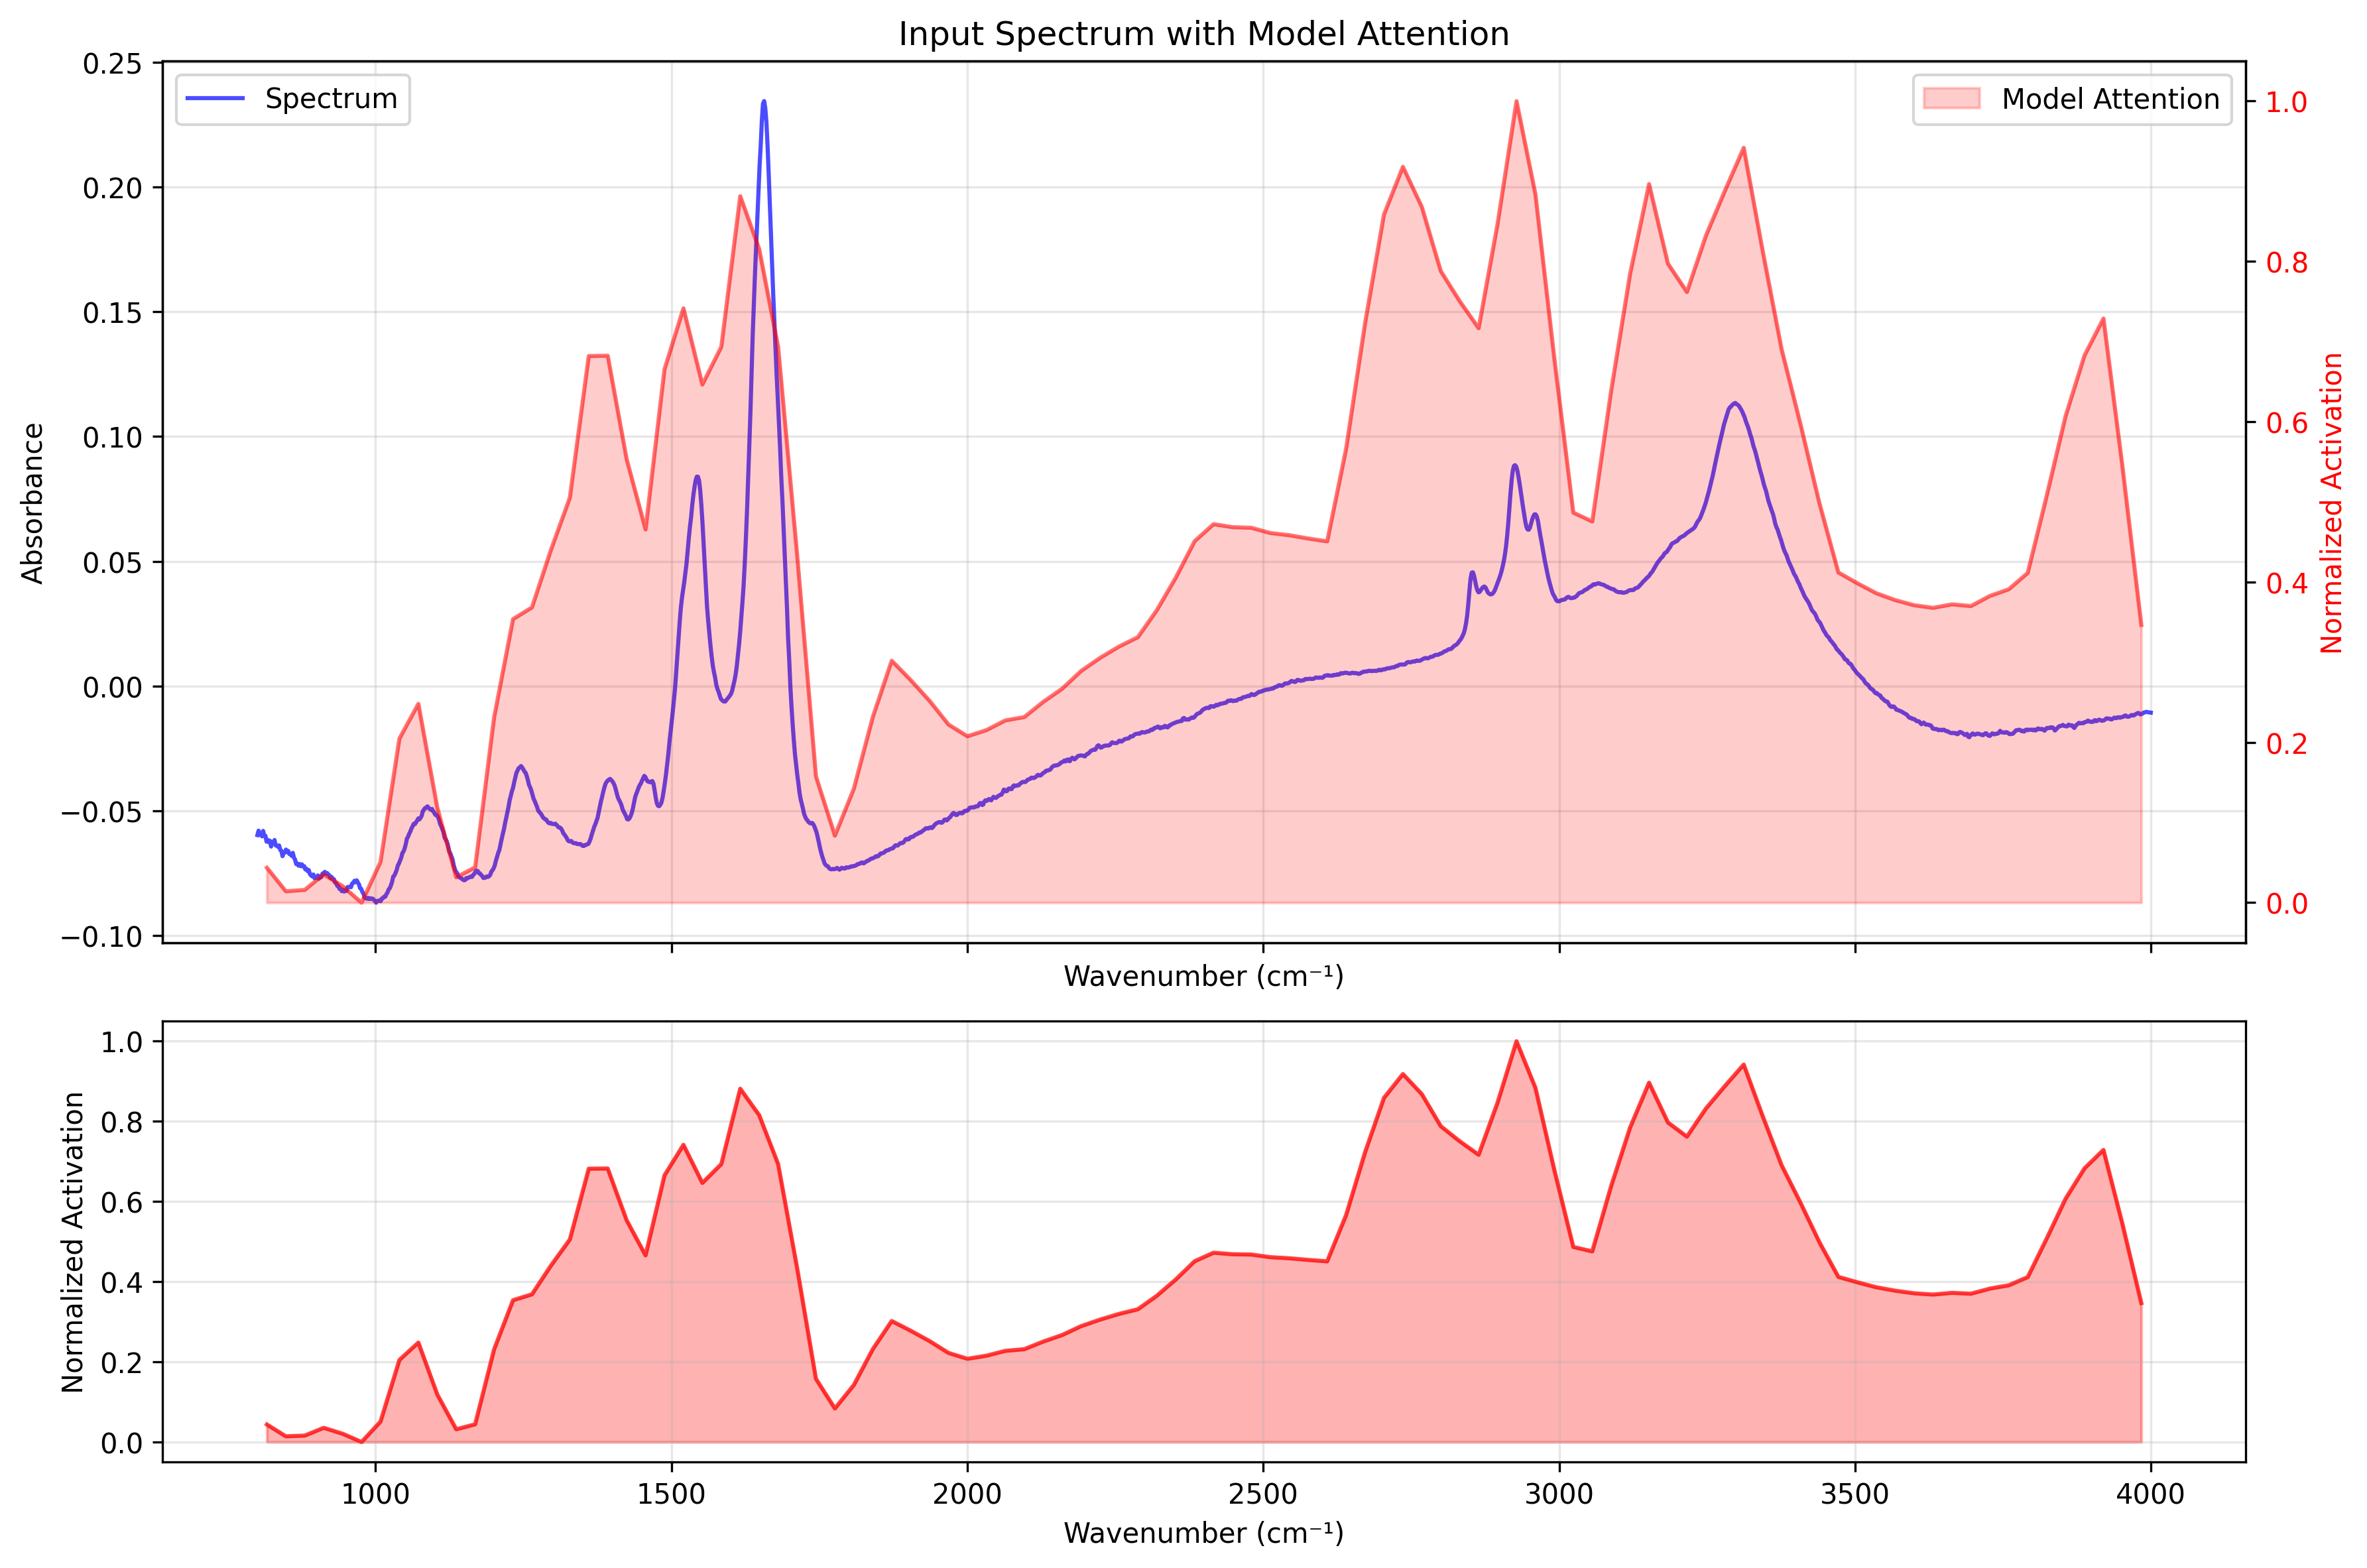 Input Spectrum with Model Attention
Spectrum
Model Attention
0.25
0.20
0.15
0.10
0.05
0.00
−0.05
−0.10
Absorbance
1.0
0.8
0.6
0.4
0.2
0.0
Normalized Activation
Wavenumber (cm⁻¹)
1.0
0.8
0.6
0.4
0.2
0.0
Normalized Activation
1000 1500 2000 2500 3000 3500 4000
Wavenumber (cm⁻¹)